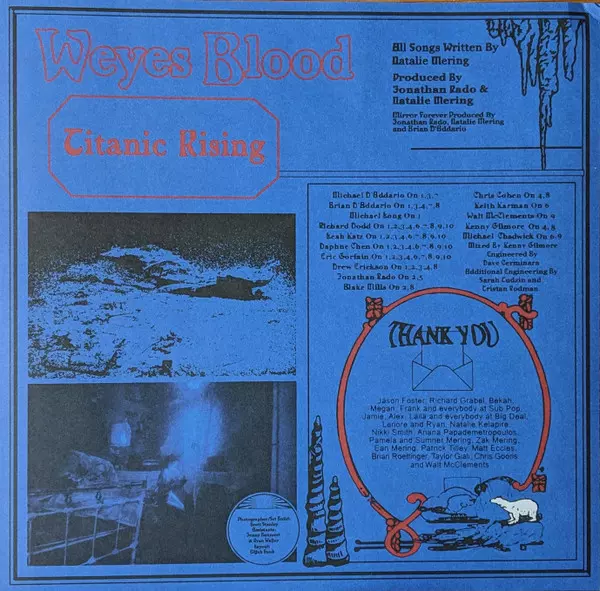 Weyes Blood
Titanic Rising
All Songs Written By
Natalie Mering
Produced By
Jonathan Rado &
Natalie Mering
Mirror Forever Produced By
Jonathan Rado, Natalie Mering
and Brian D'Addario
Michael D'Addario On 1,3,7
Brian D'Addario On 1,3,4,7,8
Michael Long On 1
Richard Dodd On 1,2,3,4,6,7,8,9,10
Leah Katz On 1,2,3,4,6,7,8,9,10
Daphne Chen On 1,2,3,4,6,7,8,9,10
Eric Gorfain On 1,2,3,4,6,7,8,9,10
Drew Erickson On 1,2,3,4,8
Jonathan Rado On 2,5
Blake Mills On 2,8
Chris Cohen On 4,8
Keith Karman On 6
Walt McClements On 9
Kenny Gilmore On 4,8
Michael Chadwick On 6,9
Mixed By Kenny Gilmore
Engineered By
Dave Cerminara
Additional Engineering By
Sarah Tudzin and
Tristan Rodman
THANK YOU
Jason Foster, Richard Grabel, Bekah,
Megan, Frank and everybody at Sub Pop,
Jamie, Alex, Laila and everybody at Big Deal,
Leriore and Ryan, Natalie Kelapire,
Nikki Smith, Ariana Papademetropoulos,
Pamela and Sumner Mering, Zak Mering,
Ean Mering, Patrick Tilley, Matt Eccles,
Brian Roettinger, Taylor Giali, Chris Goons
and Walt McClements
Brett Stanley